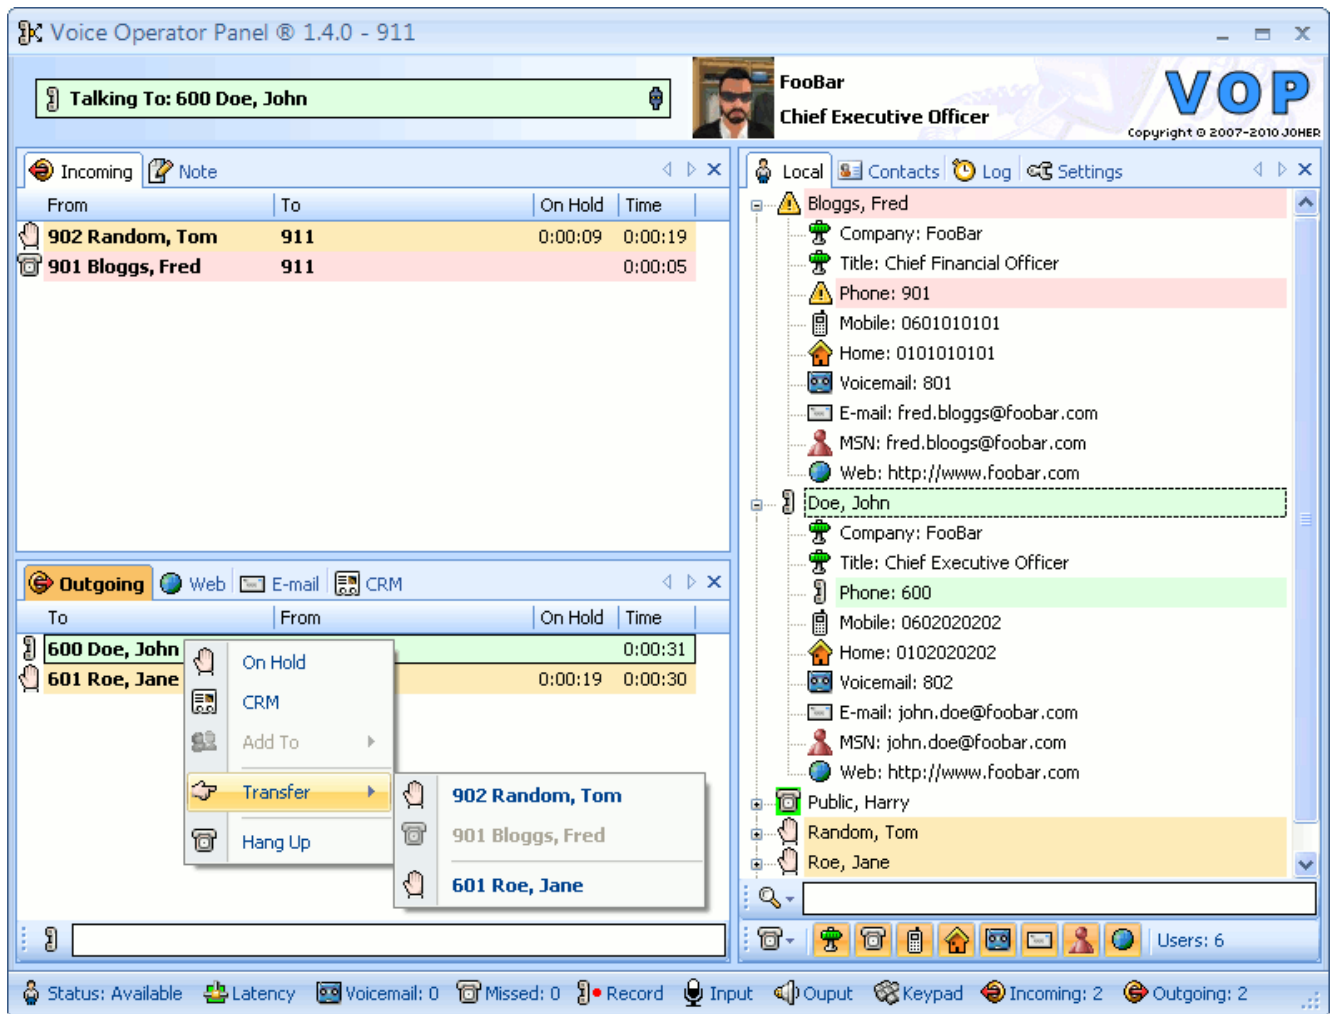 Voice Operator Panel ® 1.4.0 - 911
Talking To: 600 Doe, John
FooBar
Chief Executive Officer
VOP
Copyright © 2007-2010 JOHER
Incoming Note
From To On Hold Time
902 Random, Tom 911 0:00:09 0:00:19
901 Bloggs, Fred 911 0:00:05
Outgoing Web E-mail CRM
To From On Hold Time
600 Doe, John 0:00:31
601 Roe, Jane 0:00:19 0:00:30
On Hold
CRM
Add To
Transfer
Hang Up
902 Random, Tom
901 Bloggs, Fred
601 Roe, Jane
Local Contacts Log Settings
Bloggs, Fred
Company: FooBar
Title: Chief Financial Officer
Phone: 901
Mobile: 0601010101
Home: 0101010101
Voicemail: 801
E-mail: fred.bloggs@foobar.com
MSN: fred.bloogs@foobar.com
Web: http://www.foobar.com
Doe, John
Company: FooBar
Title: Chief Executive Officer
Phone: 600
Mobile: 0602020202
Home: 0102020202
Voicemail: 802
E-mail: john.doe@foobar.com
MSN: john.doe@foobar.com
Web: http://www.foobar.com
Public, Harry
Random, Tom
Roe, Jane
Users: 6
Status: Available Latency Voicemail: 0 Missed: 0 Record Input Ouput Keypad Incoming: 2 Outgoing: 2